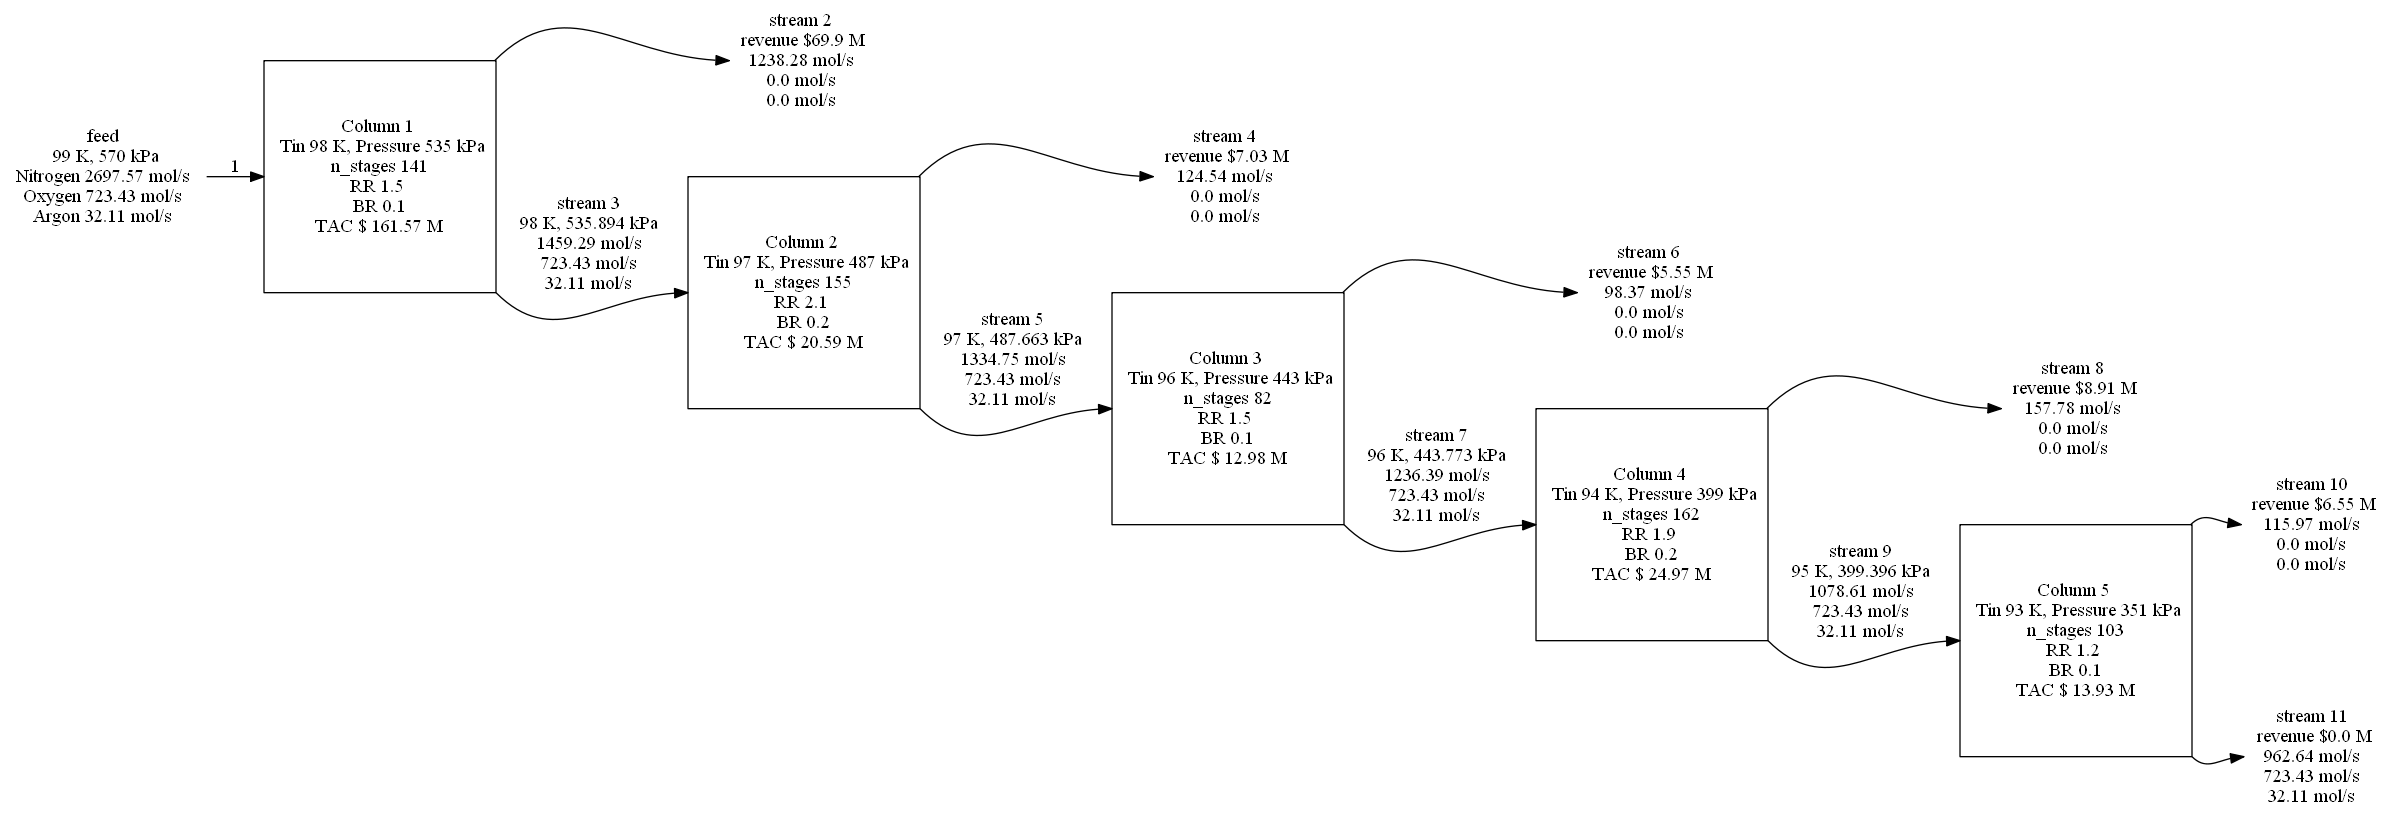 feed
99 K, 570 kPa
Nitrogen 2697.57 mol/s
Oxygen 723.43 mol/s
Argon 32.11 mol/s
1
Column 1
Tin 98 K, Pressure 535 kPa
n_stages 141
RR 1.5
BR 0.1
TAC $ 161.57 M
stream 2
revenue $69.9 M
1238.28 mol/s
0.0 mol/s
0.0 mol/s
stream 3
98 K, 535.894 kPa
1459.29 mol/s
723.43 mol/s
32.11 mol/s
Column 2
Tin 97 K, Pressure 487 kPa
n_stages 155
RR 2.1
BR 0.2
TAC $ 20.59 M
stream 4
revenue $7.03 M
124.54 mol/s
0.0 mol/s
0.0 mol/s
stream 5
97 K, 487.663 kPa
1334.75 mol/s
723.43 mol/s
32.11 mol/s
Column 3
Tin 96 K, Pressure 443 kPa
n_stages 82
RR 1.5
BR 0.1
TAC $ 12.98 M
stream 6
revenue $5.55 M
98.37 mol/s
0.0 mol/s
0.0 mol/s
stream 7
96 K, 443.773 kPa
1236.39 mol/s
723.43 mol/s
32.11 mol/s
Column 4
Tin 94 K, Pressure 399 kPa
n_stages 162
RR 1.9
BR 0.2
TAC $ 24.97 M
stream 8
revenue $8.91 M
157.78 mol/s
0.0 mol/s
0.0 mol/s
stream 9
95 K, 399.396 kPa
1078.61 mol/s
723.43 mol/s
32.11 mol/s
Column 5
Tin 93 K, Pressure 351 kPa
n_stages 103
RR 1.2
BR 0.1
TAC $ 13.93 M
stream 10
revenue $6.55 M
115.97 mol/s
0.0 mol/s
0.0 mol/s
stream 11
revenue $0.0 M
962.64 mol/s
723.43 mol/s
32.11 mol/s